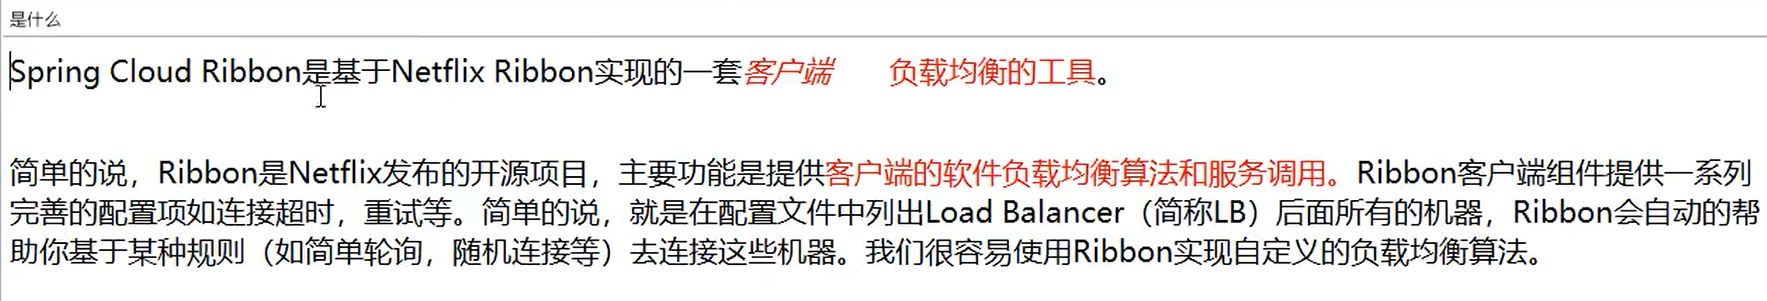 是什么
Spring Cloud Ribbon是基于Netflix Ribbon实现的一套客户端 负载均衡的工具。
简单的说，Ribbon是Netflix发布的开源项目，主要功能是提供客户端的软件负载均衡算法和服务调用。Ribbon客户端组件提供一系列
完善的配置项如连接超时，重试等。简单的说，就是在配置文件中列出Load Balancer（简称LB）后面所有的机器，Ribbon会自动的帮
助你基于某种规则（如简单轮询，随机连接等）去连接这些机器。我们很容易使用Ribbon实现自定义的负载均衡算法。